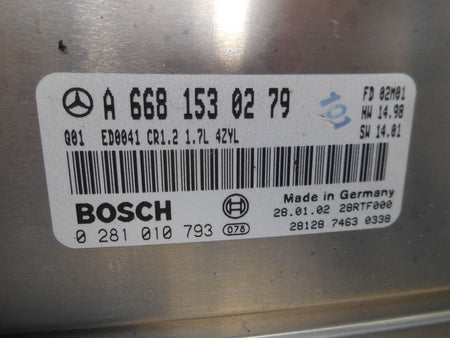 A 668 153 02 79
101
FD 02M01
HW 14.98
SW 14.01
Q01 ED0041 CR1.2 1.7L 4ZYL
BOSCH
0 281 010 793 078
Made in Germany
28.01.02 28RTF000
28128 7463 0338